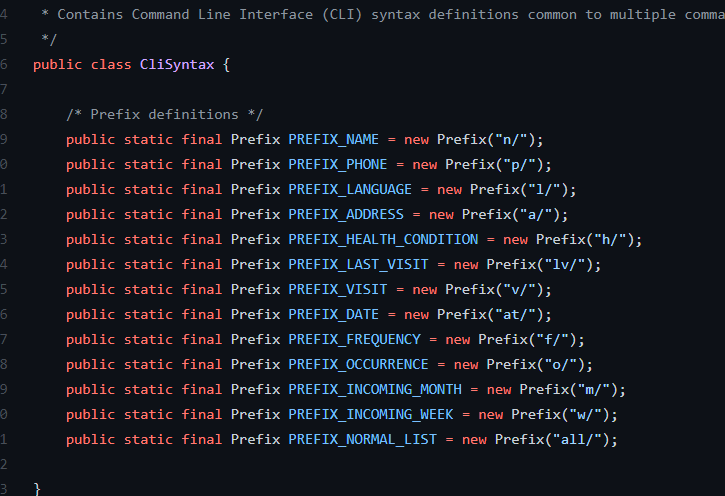 4 * Contains Command Line Interface (CLI) syntax definitions common to multiple comma
5 */
6 public class CliSyntax {
7
8 /* Prefix definitions */
9 public static final Prefix PREFIX_NAME = new Prefix("n/");
0 public static final Prefix PREFIX_PHONE = new Prefix("p/");
1 public static final Prefix PREFIX_LANGUAGE = new Prefix("l/");
2 public static final Prefix PREFIX_ADDRESS = new Prefix("a/");
3 public static final Prefix PREFIX_HEALTH_CONDITION = new Prefix("h/");
4 public static final Prefix PREFIX_LAST_VISIT = new Prefix("lv/");
5 public static final Prefix PREFIX_VISIT = new Prefix("v/");
6 public static final Prefix PREFIX_DATE = new Prefix("at/");
7 public static final Prefix PREFIX_FREQUENCY = new Prefix("f/");
8 public static final Prefix PREFIX_OCCURRENCE = new Prefix("o/");
9 public static final Prefix PREFIX_INCOMING_MONTH = new Prefix("m/");
0 public static final Prefix PREFIX_INCOMING_WEEK = new Prefix("w/");
1 public static final Prefix PREFIX_NORMAL_LIST = new Prefix("all/");
2
3 }